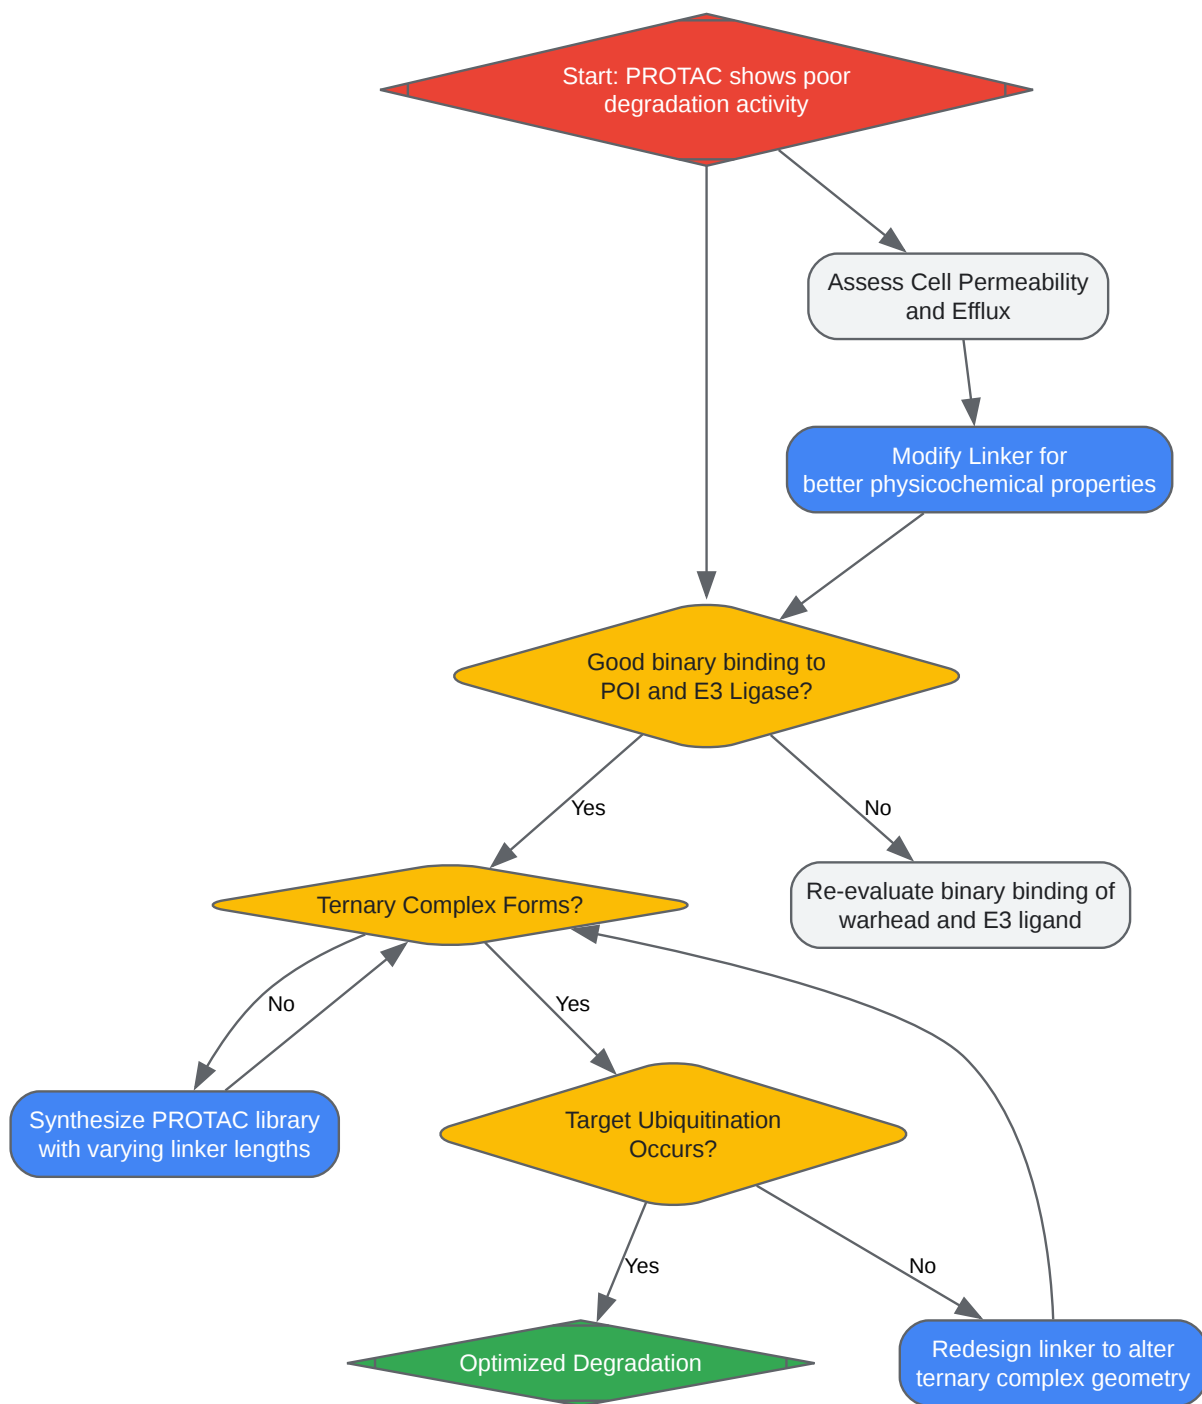 Start: PROTAC shows poor
degradation activity
Assess Cell Permeability
and Efflux
Modify Linker for
better physicochemical properties
Good binary binding to
POI and E3 Ligase?
Yes
No
Ternary Complex Forms?
Re-evaluate binary binding of
warhead and E3 ligand
No
Yes
Synthesize PROTAC library
with varying linker lengths
Target Ubiquitination
Occurs?
Yes
No
Optimized Degradation
Redesign linker to alter
ternary complex geometry